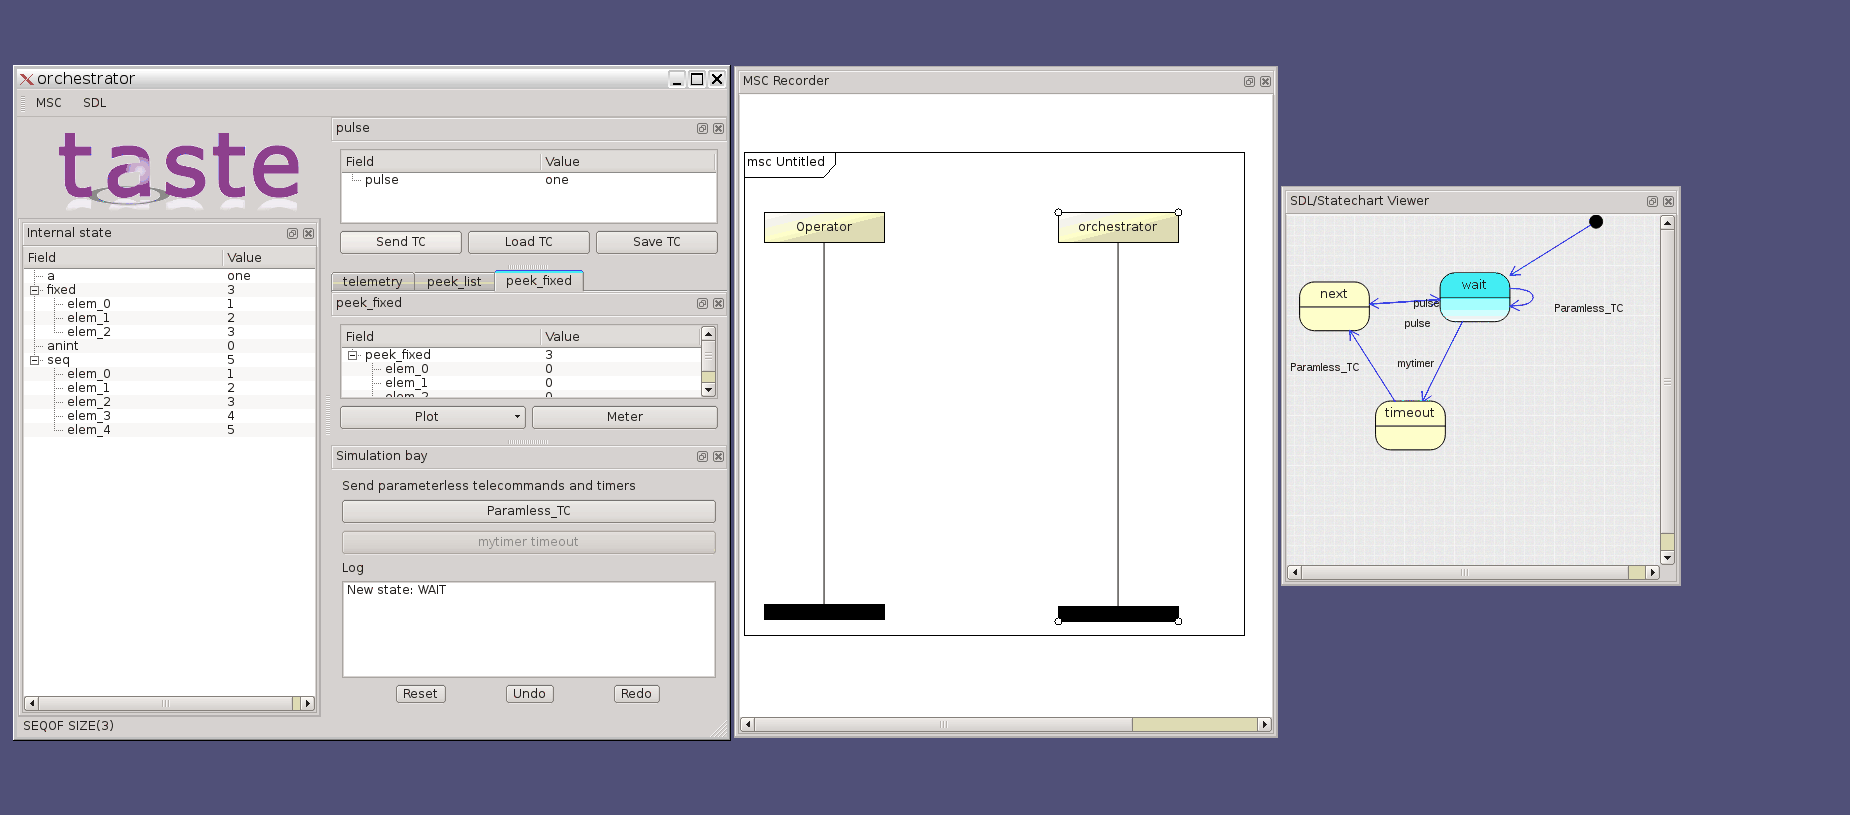 orchestrator
MSC SDL
taste
Internal state
Field Value
a one
fixed 3
elem_0 1
elem_1 2
elem_2 3
anint 0
seq 5
elem_0 1
elem_1 2
elem_2 3
elem_3 4
elem_4 5
SEQOF SIZE(3)
pulse
Field Value
pulse one
Send TC Load TC Save TC
telemetry peek_list peek_fixed
peek_fixed
Field Value
peek_fixed 3
elem_0 0
elem_1 0
elem_2 0
Plot Meter
Simulation bay
Send parameterless telecommands and timers
Paramless_TC
mytimer timeout
Log
New state: WAIT
Reset Undo Redo
MSC Recorder
msc Untitled
Operator orchestrator
SDL/Statechart Viewer
wait
next
pulse
Paramless_TC
pulse
mytimer
Paramless_TC
timeout